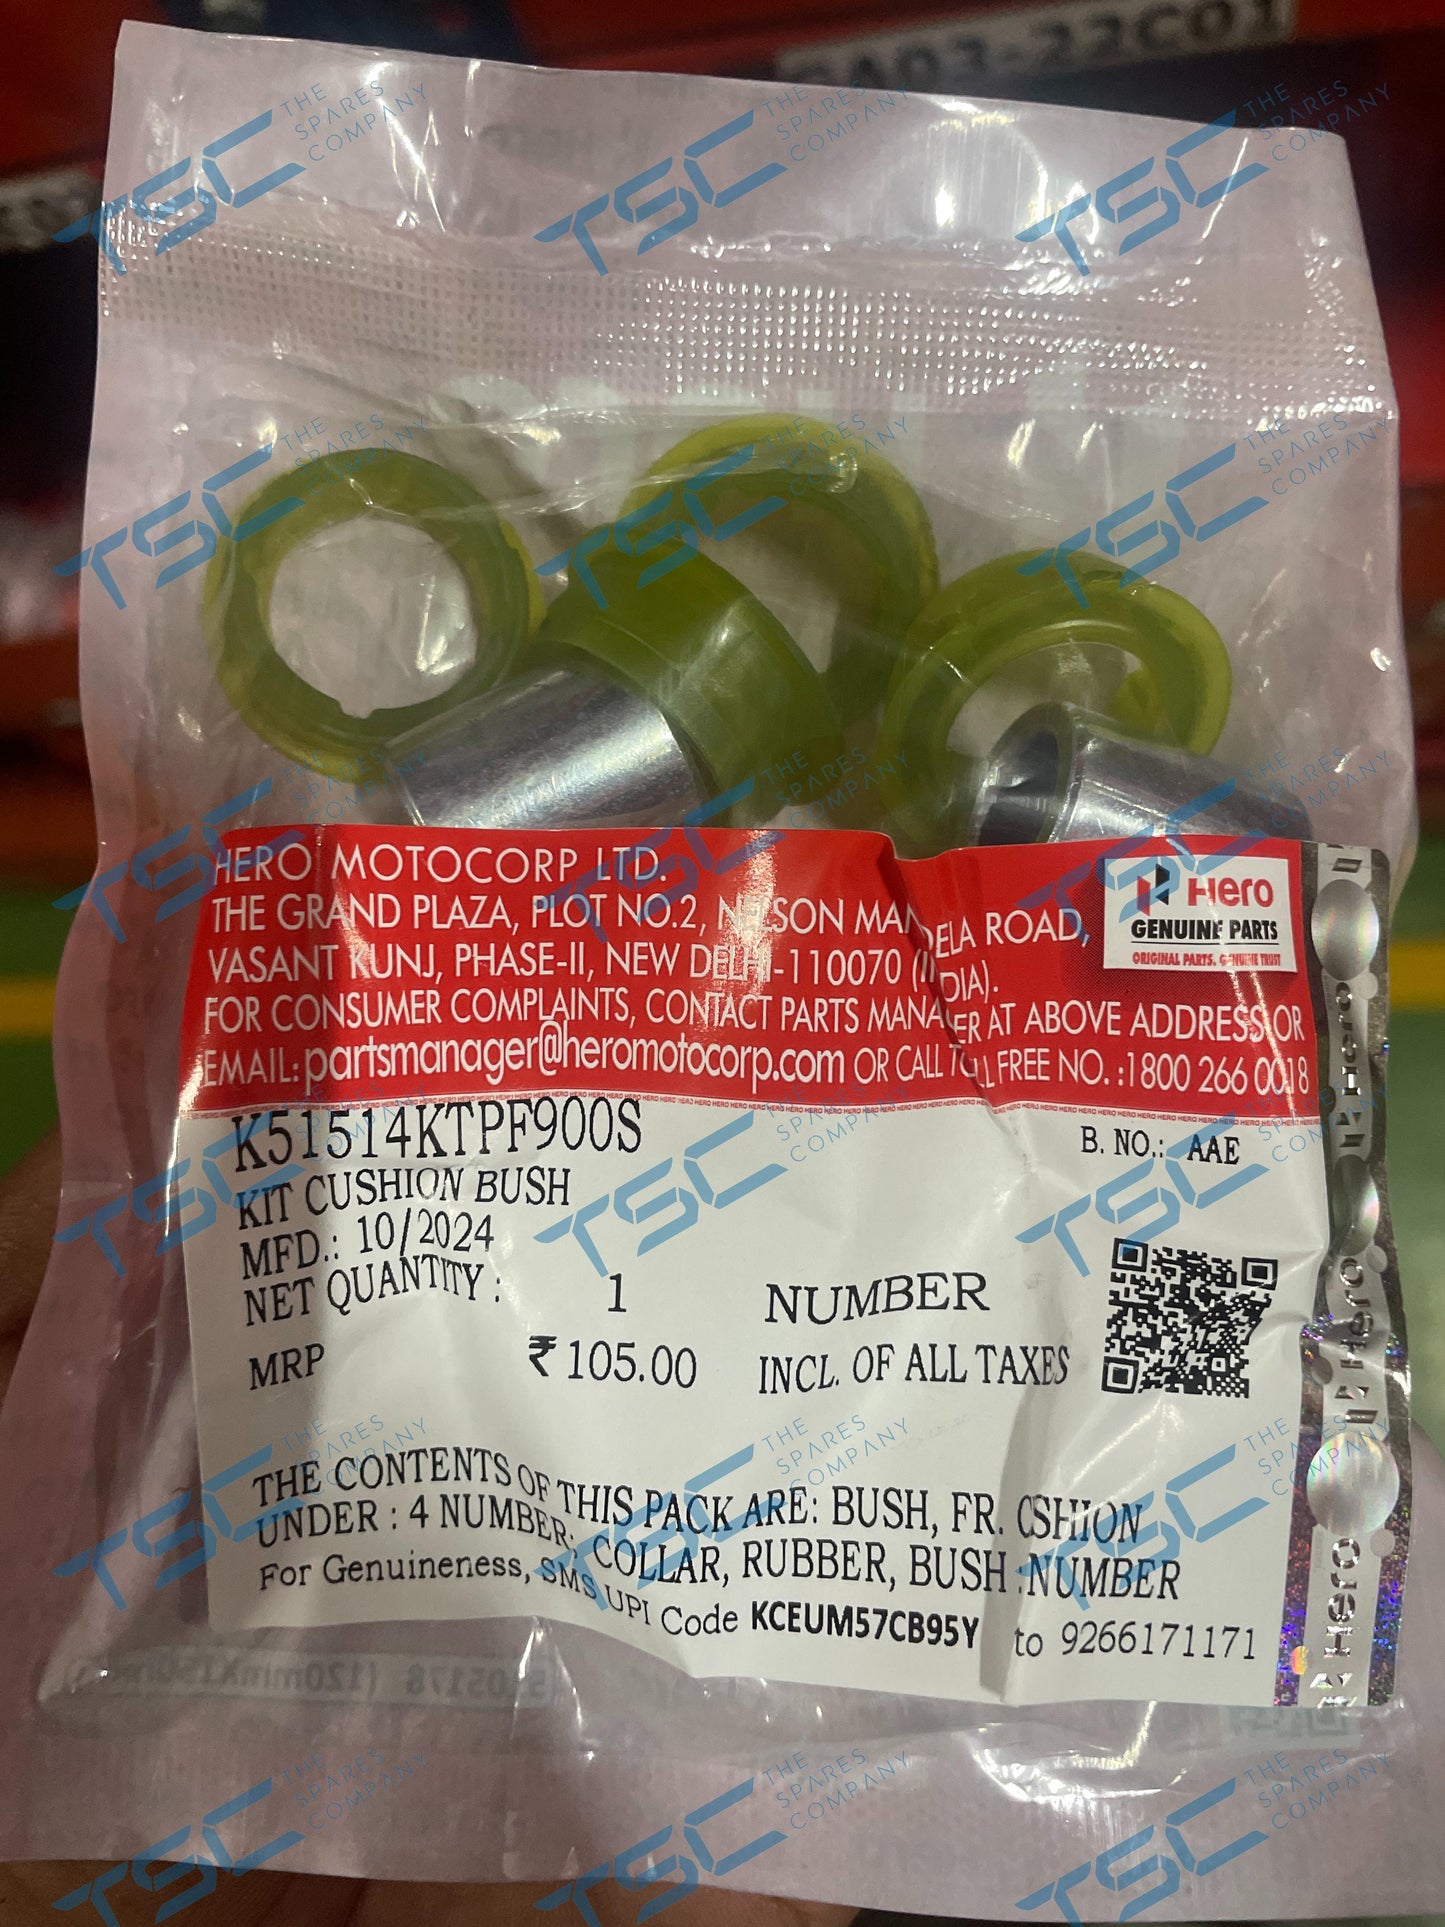 HERO MOTOCORP LTD.
THE GRAND PLAZA, PLOT NO.2, NELSON MANDELA ROAD,
VASANT KUNJ, PHASE-II, NEW DELHI-110070 (INDIA).
FOR CONSUMER COMPLAINTS, CONTACT PARTS MANAGER AT ABOVE ADDRESS OR
EMAIL: partsmanager@heromotocorp.com OR CALL TOLL FREE NO. :1800 266 0018
Hero
GENUINE PARTS
ORIGINAL PARTS. GENUINE TRUST
K51514KTPF900S
B. NO.: AAE
KIT CUSHION BUSH
MFD.: 10/2024
NET QUANTITY : 1 NUMBER
MRP ₹ 105.00 INCL. OF ALL TAXES
THE CONTENTS OF THIS PACK ARE: BUSH, FR. CSHION
UNDER : 4 NUMBER; COLLAR, RUBBER, BUSH :NUMBER
For Genuineness, SMS UPI Code KCEUM57CB95Y to 9266171171
Hero
Hero
Hero
Hero
TSC THE SPARES COMPANY